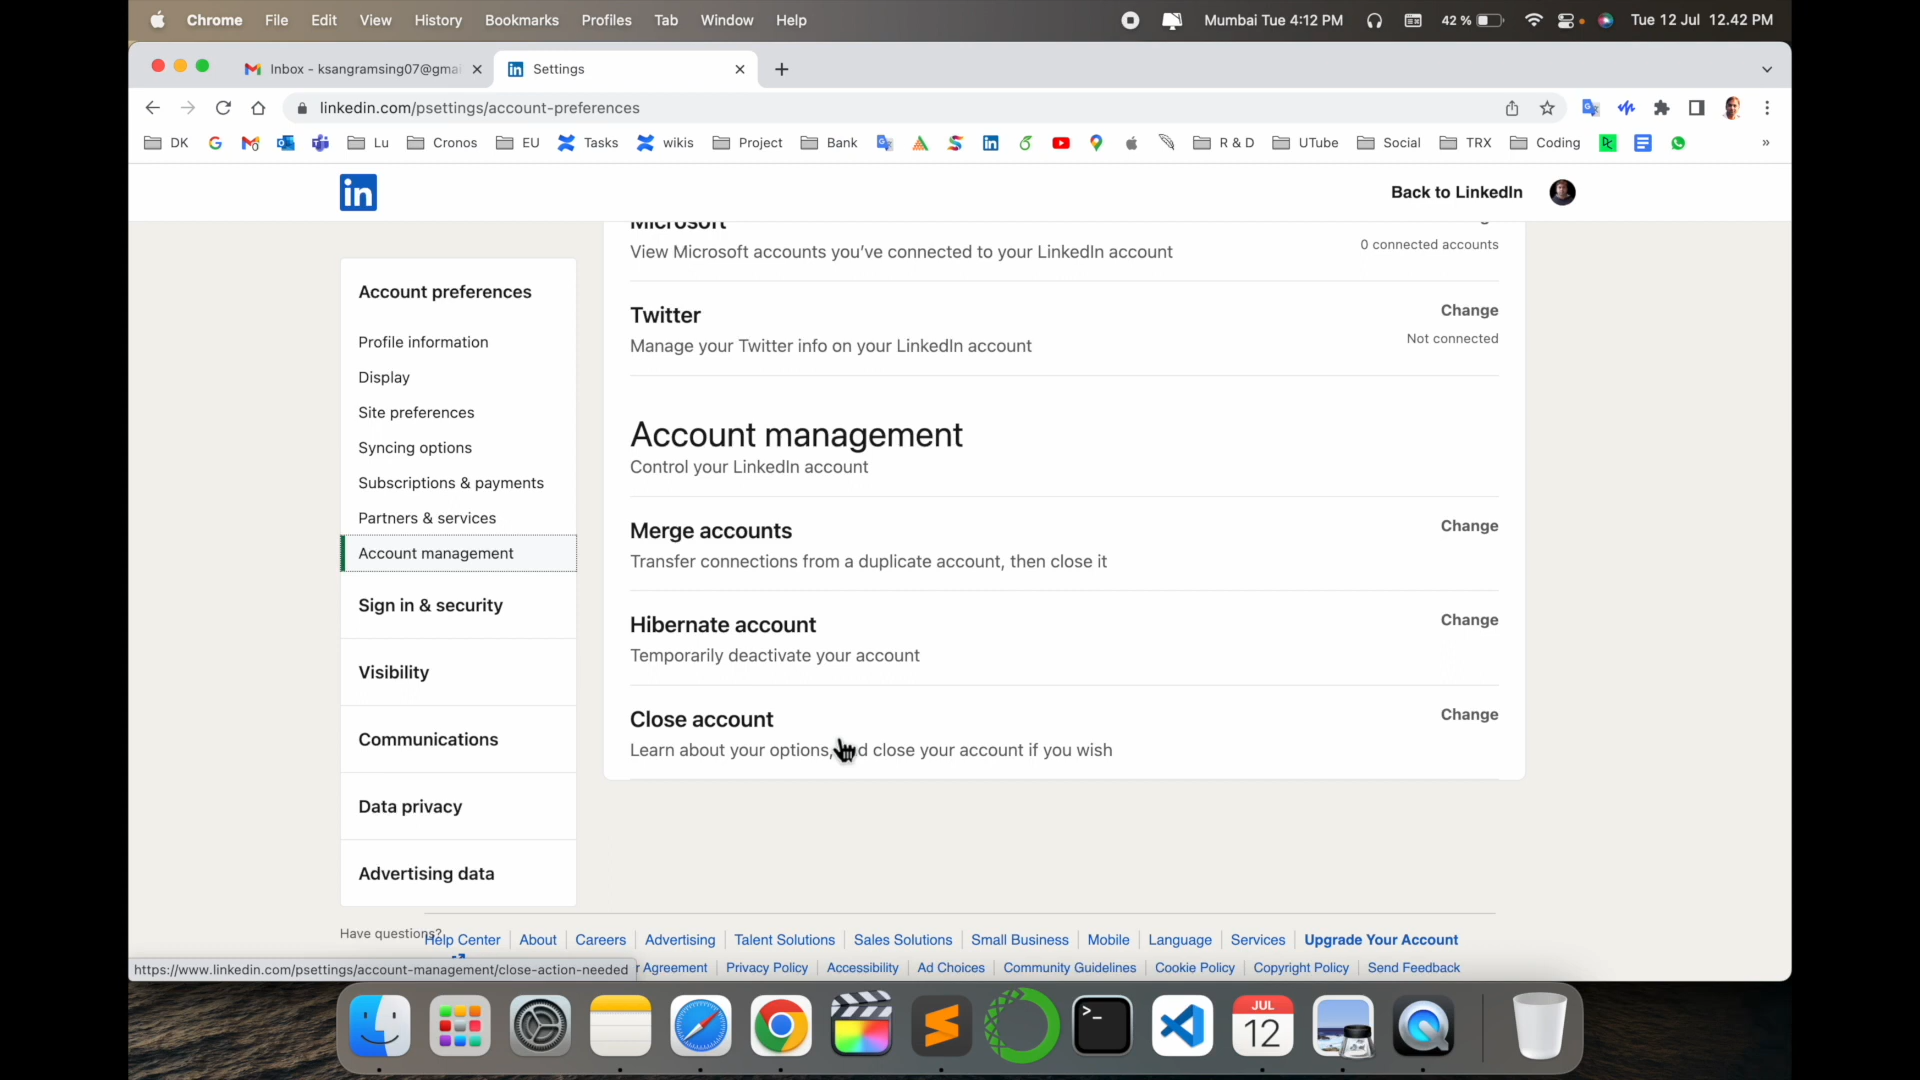 Chrome File Edit View History Bookmarks Profiles Tab Window Help Mumbai Tue 4:12 PM 42 % Tue 12 Jul 12.42 PM
Inbox - ksangramsing07@gmai Settings
linkedin.com/psettings/account-preferences
DK Lu Cronos EU Tasks wikis Project Bank R & D UTube Social TRX Coding »
in Back to LinkedIn
Microsoft
View Microsoft accounts you've connected to your LinkedIn account
0 connected accounts
Account preferences
Profile information
Display
Site preferences
Syncing options
Subscriptions & payments
Partners & services
Account management
Sign in & security
Visibility
Communications
Data privacy
Advertising data
Twitter Change
Manage your Twitter info on your LinkedIn account Not connected
Account management
Control your LinkedIn account
Merge accounts Change
Transfer connections from a duplicate account, then close it
Hibernate account Change
Temporarily deactivate your account
Close account Change
Learn about your options, close your account if you wish
Have questions?
Help Center About Careers Advertising Talent Solutions Sales Solutions Small Business Mobile Language Services Upgrade Your Account
https://www.linkedin.com/psettings/account-management/close-action-needed Agreement Privacy Policy Accessibility Ad Choices Community Guidelines Cookie Policy Copyright Policy Send Feedback
JUL
12